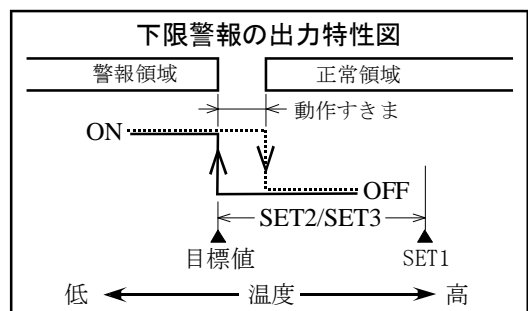 下限警報の出力特性図
警報領域 正常領域
動作すきま
ON
OFF
SET2/SET3
目標値 SET1
低 温度 高